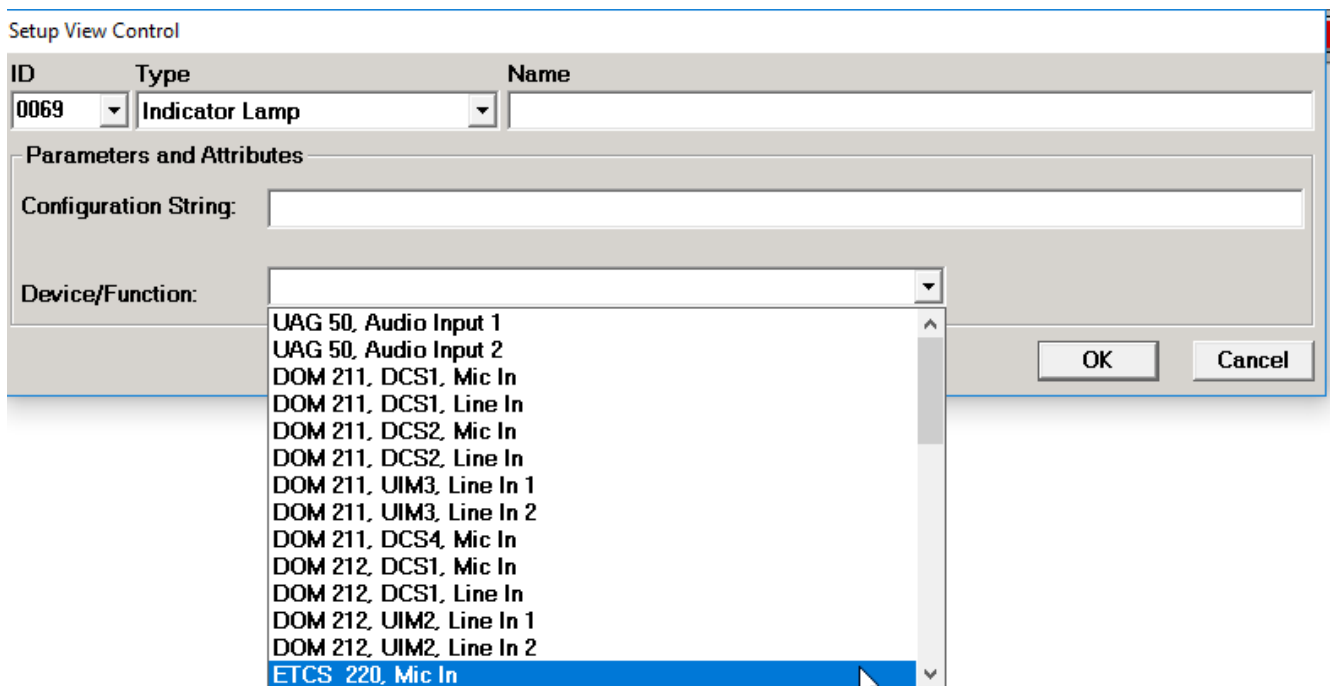 Setup View Control
ID Type Name
0069 Indicator Lamp
Parameters and Attributes
Configuration String:
Device/Function:
UAG 50, Audio Input 1
UAG 50, Audio Input 2
DOM 211, DCS1, Mic In
DOM 211, DCS1, Line In
DOM 211, DCS2, Mic In
DOM 211, DCS2, Line In
DOM 211, UIM3, Line In 1
DOM 211, UIM3, Line In 2
DOM 211, DCS4, Mic In
DOM 212, DCS1, Mic In
DOM 212, DCS1, Line In
DOM 212, UIM2, Line In 1
DOM 212, UIM2, Line In 2
ETCS 220, Mic In
OK Cancel